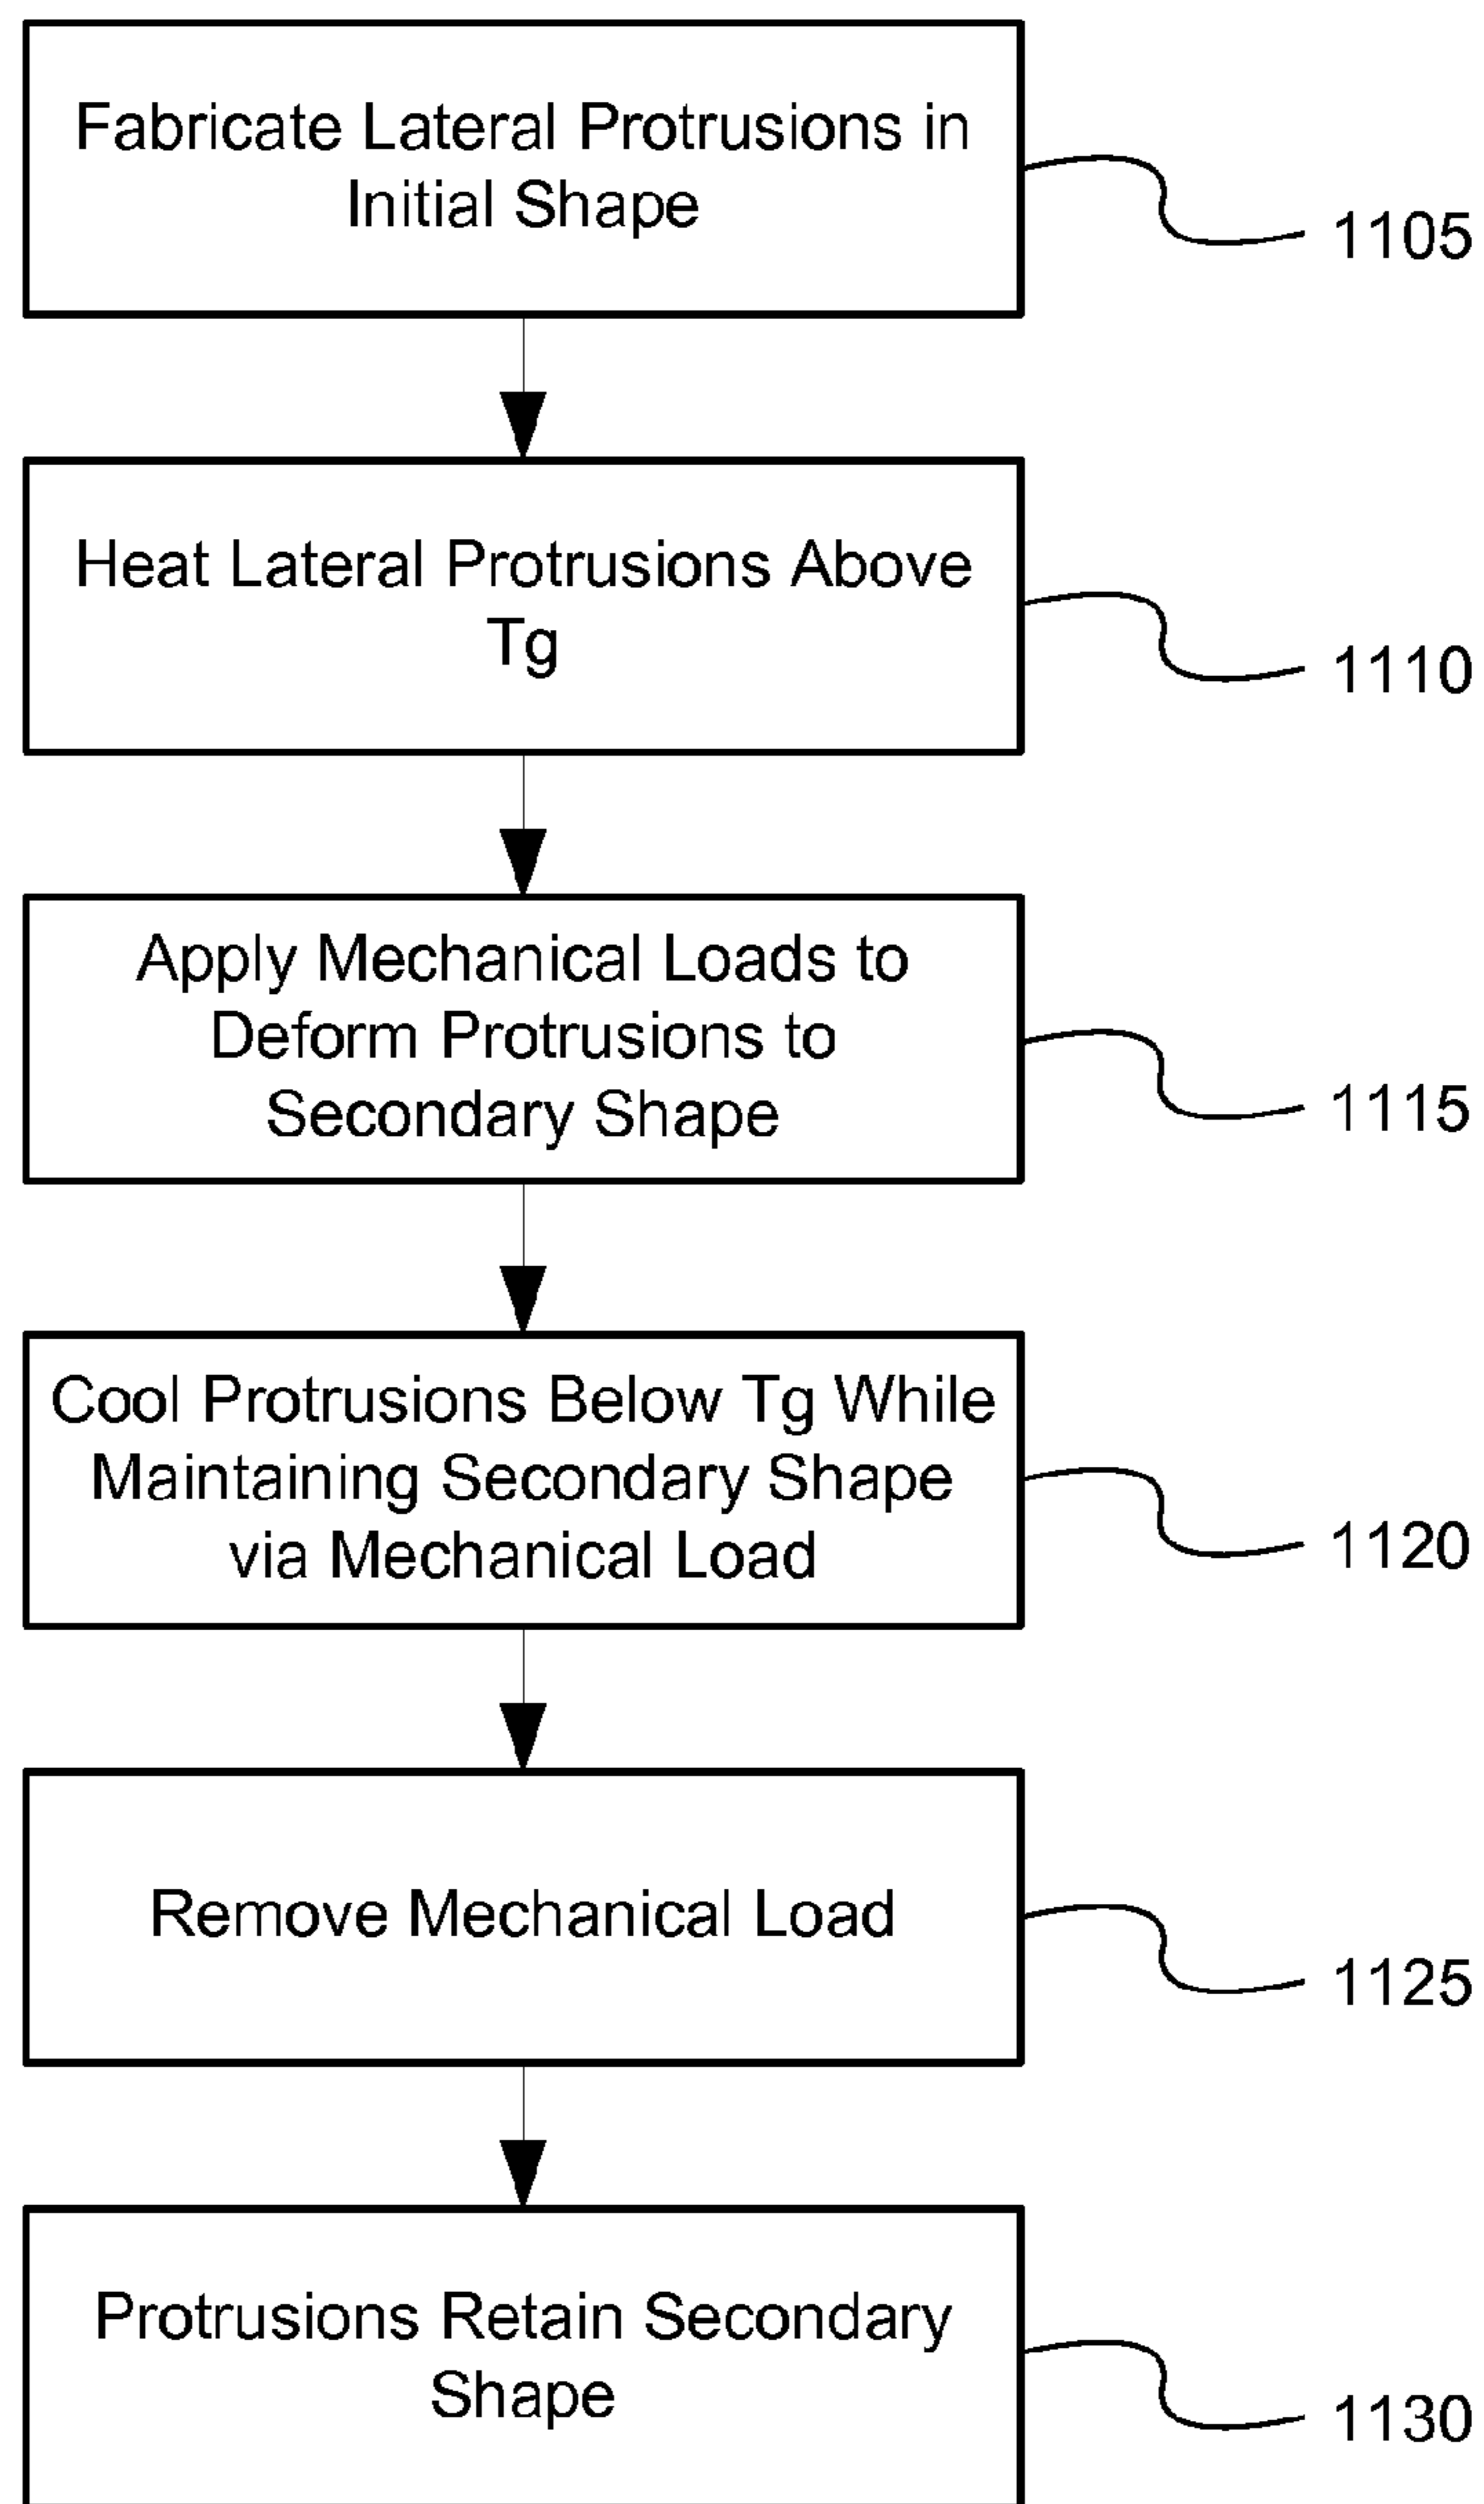 Fabricate Lateral Protrusions in
Initial Shape
1105
Heat Lateral Protrusions Above
Tg
1110
Apply Mechanical Loads to
Deform Protrusions to
Secondary Shape
1115
Cool Protrusions Below Tg While
Maintaining Secondary Shape
via Mechanical Load
1120
Remove Mechanical Load
1125
Protrusions Retain Secondary
Shape
1130